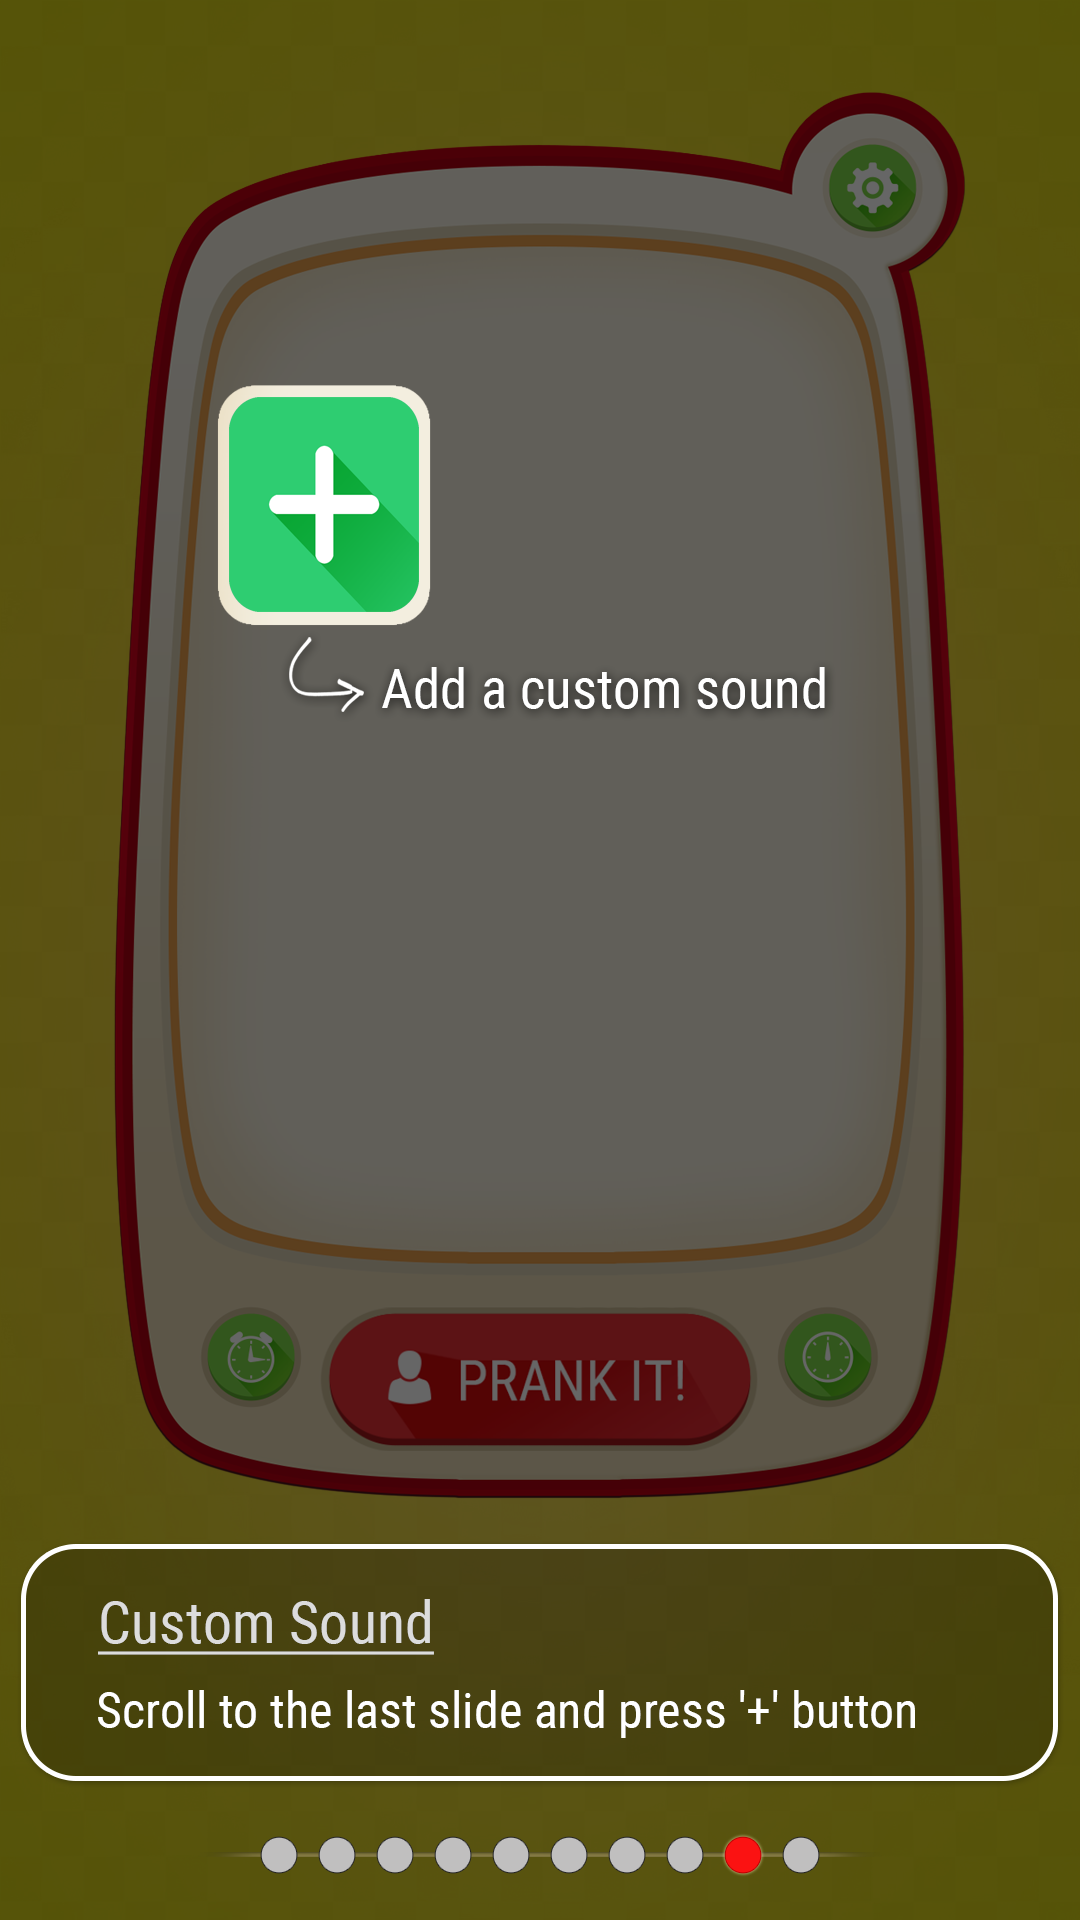 Add a custom sound
PRANK IT!
Custom Sound
Scroll to the last slide and press '+' button